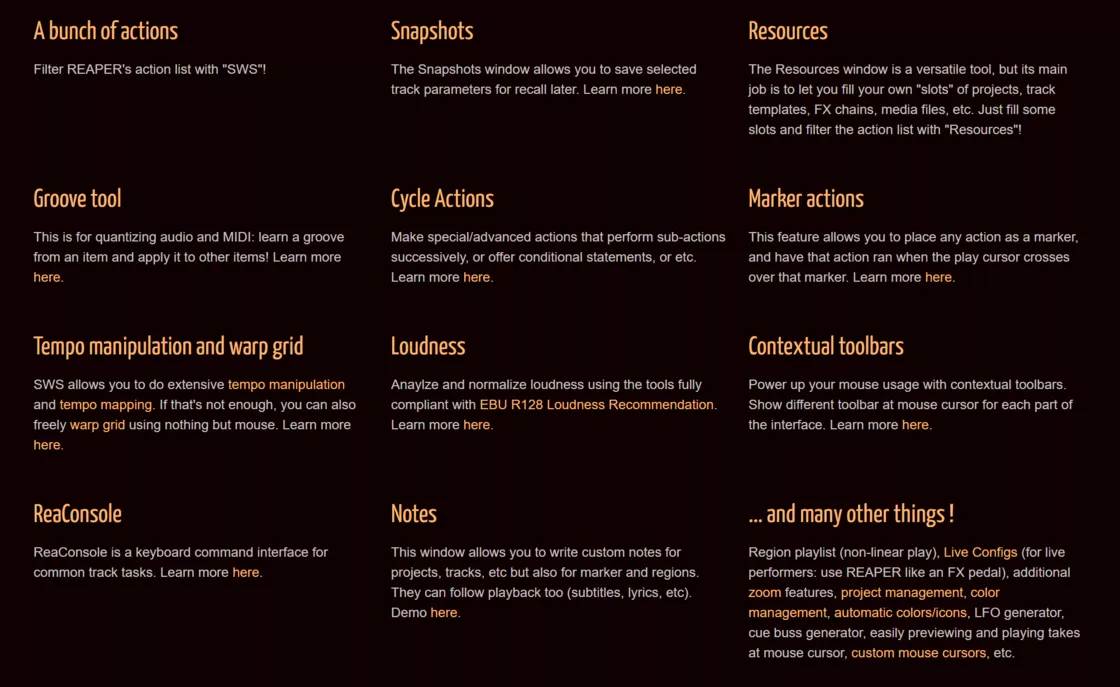 A bunch of actions
Filter REAPER's action list with "SWS"!
Snapshots
The Snapshots window allows you to save selected
track parameters for recall later. Learn more here.
Resources
The Resources window is a versatile tool, but its main
job is to let you fill your own "slots" of projects, track
templates, FX chains, media files, etc. Just fill some
slots and filter the action list with "Resources"!
Groove tool
This is for quantizing audio and MIDI: learn a groove
from an item and apply it to other items! Learn more
here.
Cycle Actions
Make special/advanced actions that perform sub-actions
successively, or offer conditional statements, or etc.
Learn more here.
Marker actions
This feature allows you to place any action as a marker,
and have that action ran when the play cursor crosses
over that marker. Learn more here.
Tempo manipulation and warp grid
SWS allows you to do extensive tempo manipulation
and tempo mapping. If that's not enough, you can also
freely warp grid using nothing but mouse. Learn more
here.
Loudness
Anaylze and normalize loudness using the tools fully
compliant with EBU R128 Loudness Recommendation.
Learn more here.
Contextual toolbars
Power up your mouse usage with contextual toolbars.
Show different toolbar at mouse cursor for each part of
the interface. Learn more here.
ReaConsole
ReaConsole is a keyboard command interface for
common track tasks. Learn more here.
Notes
This window allows you to write custom notes for
projects, tracks, etc but also for marker and regions.
They can follow playback too (subtitles, lyrics, etc).
Demo here.
... and many other things !
Region playlist (non-linear play), Live Configs (for live
performers: use REAPER like an FX pedal), additional
zoom features, project management, color
management, automatic colors/icons, LFO generator,
cue buss generator, easily previewing and playing takes
at mouse cursor, custom mouse cursors, etc.